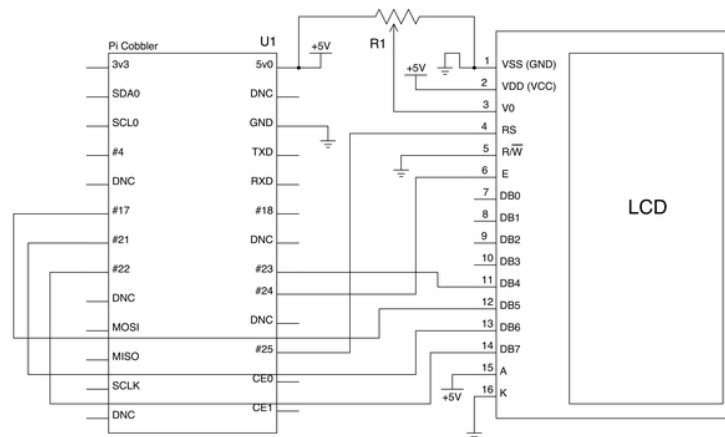 U1
R1
Pi Cobbler
+5V
3v3
5v0
SDA0
DNC
SCL0
GND
#4
TXD
DNC
RXD
#17
#18
#21
DNC
#22
#23
#24
DNC
DNC
MOSI
#25
MISO
CE0
SCLK
CE1
DNC
+5V
1 VSS (GND)
2 VDD (VCC)
3 V0
4 RS
5 R/W̅
6 E
7 DB0
8 DB1
9 DB2
10 DB3
11 DB4
12 DB5
13 DB6
14 DB7
15 A
16 K
+5V
LCD